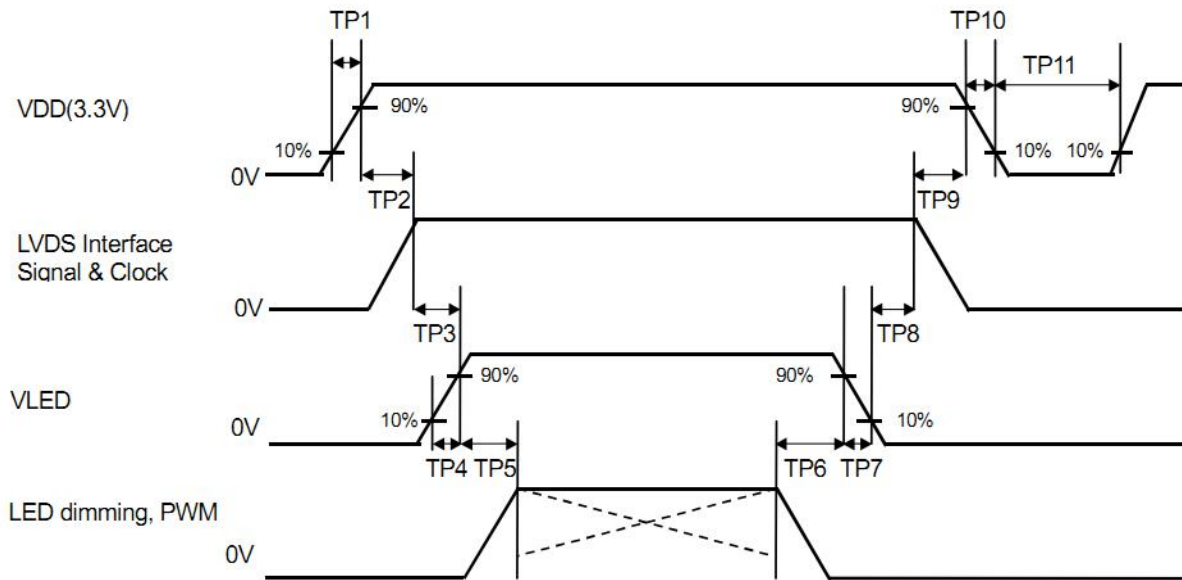 TP1
TP10
TP11
VDD(3.3V)
90%
90%
10%
10%
10%
0V
TP2
TP9
LVDS Interface
Signal & Clock
0V
TP3
TP8
90%
90%
VLED
10%
10%
0V
TP4
TP5
TP6
TP7
LED dimming, PWM
0V